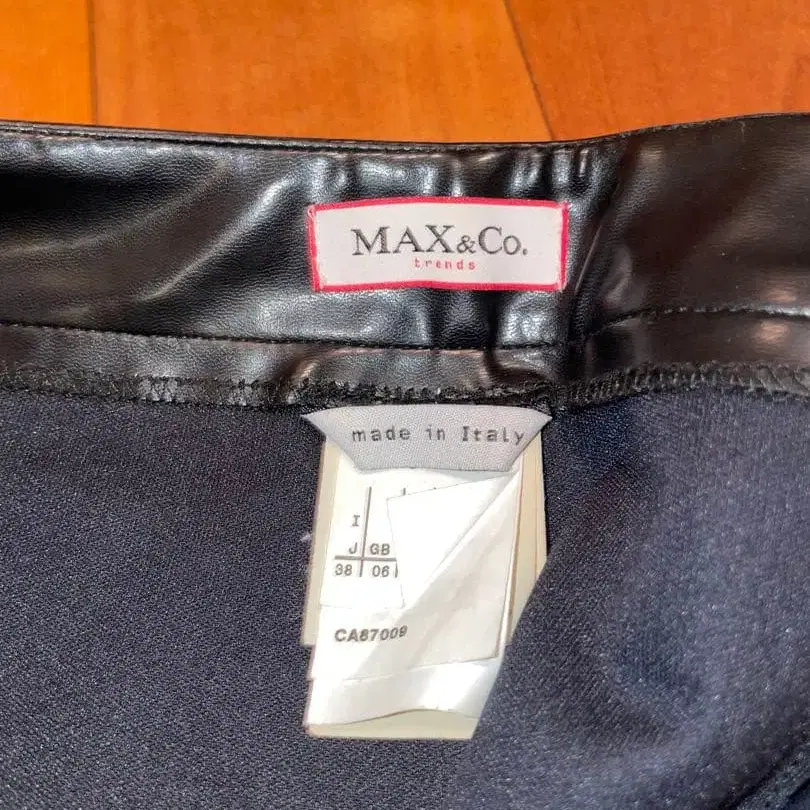 MAX&Co.
trends
made in Italy
I
J GB
38 06
CA87009